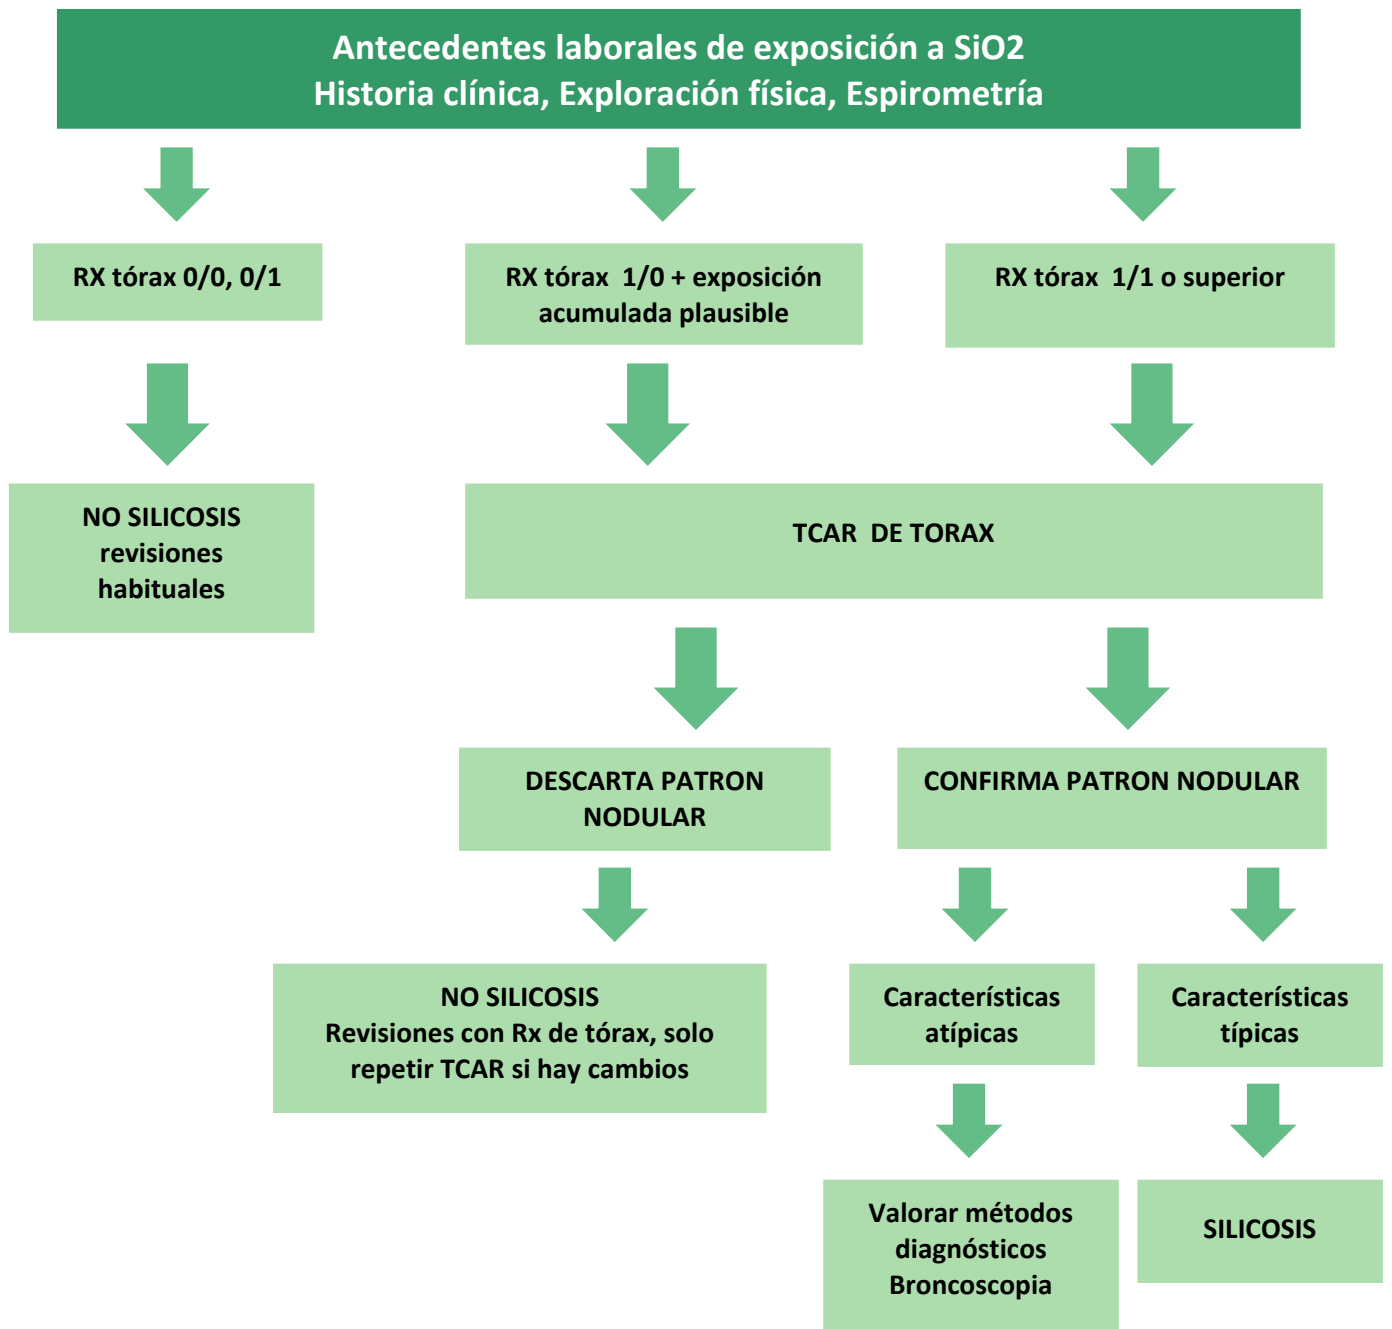 Antecedentes laborales de exposición a SiO2
Historia clínica, Exploración física, Espirometría
RX tórax 0/0, 0/1
RX tórax 1/0 + exposición
acumulada plausible
RX tórax 1/1 o superior
NO SILICOSIS
revisiones
habituales
TCAR DE TORAX
DESCARTA PATRON
NODULAR
CONFIRMA PATRON NODULAR
NO SILICOSIS
Revisiones con Rx de tórax, solo
repetir TCAR si hay cambios
Características
atípicas
Características
típicas
Valorar métodos
diagnósticos
Broncoscopia
SILICOSIS